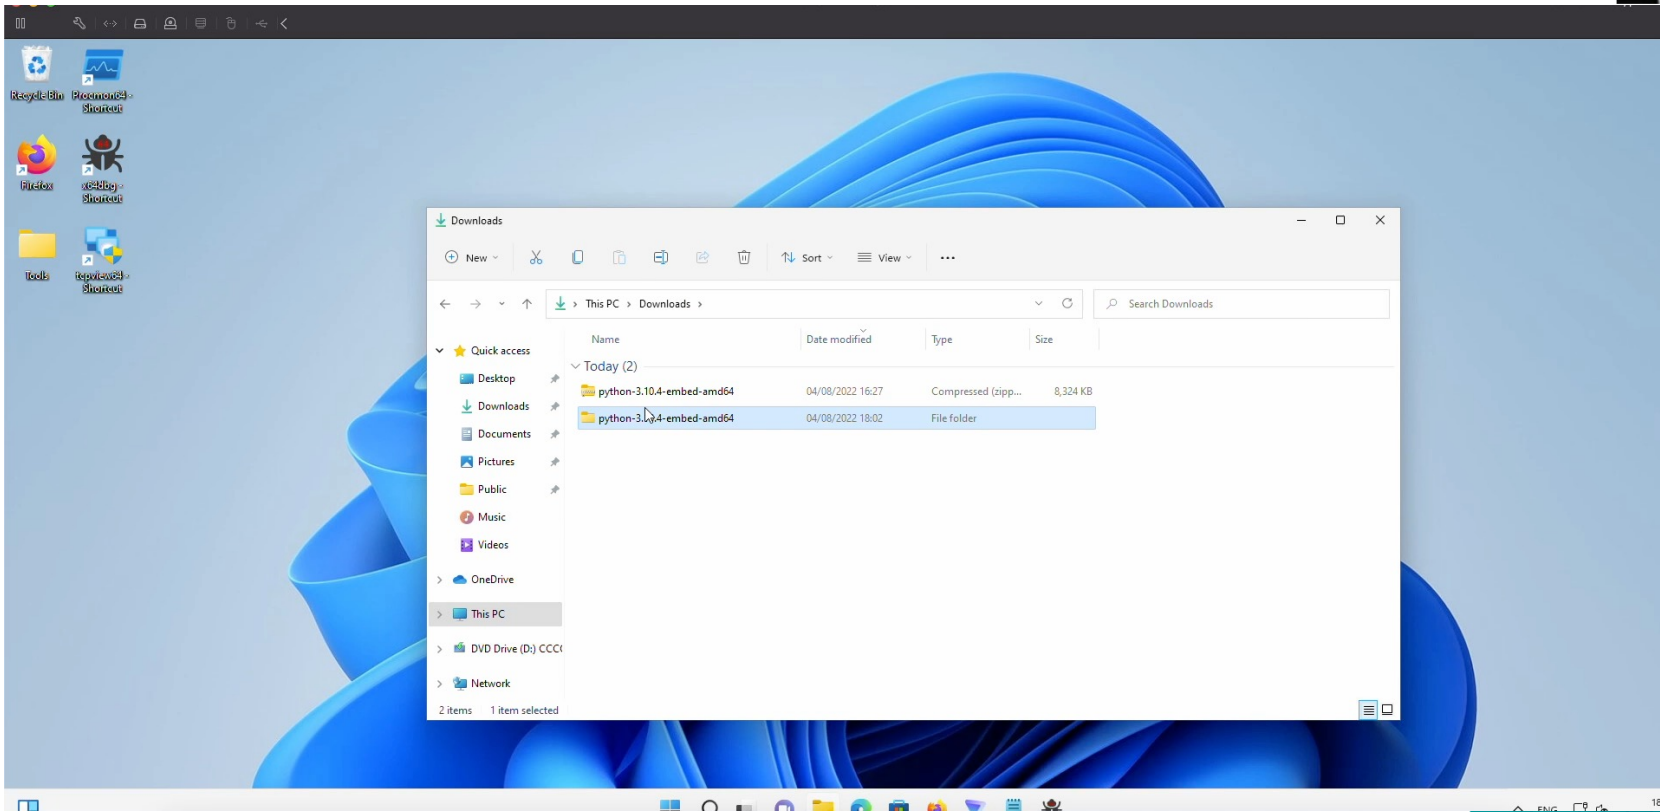 Recycle Bin
Procmon64 - Shortcut
Firefox
x64dbg - Shortcut
Tools
tcpview64 - Shortcut
Downloads
New
Sort
View
This PC
Downloads
Search Downloads
Name
Date modified
Type
Size
Quick access
Desktop
Downloads
Documents
Pictures
Public
Music
Videos
OneDrive
This PC
DVD Drive (D:) CCC
Network
Today (2)
python-3.10.4-embed-amd64
04/08/2022 16:27
Compressed (zipp...
8,324 KB
python-3.
4-embed-amd64
04/08/2022 18:02
File folder
2 items
1 item selected
ENG
18